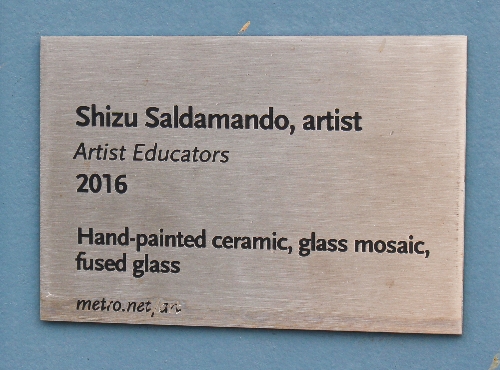 Shizu Saldamando, artist
Artist Educators
2016
Hand-painted ceramic, glass mosaic,
fused glass
metro.net,